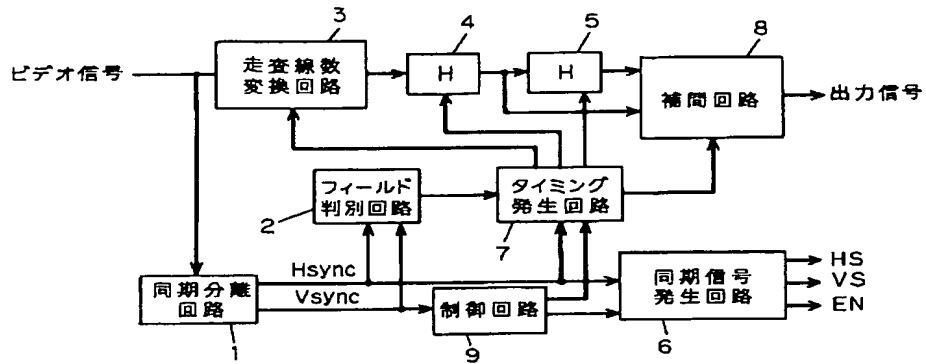 3
4
5
8
ビデオ信号
走査線数
変換回路
H
H
補間回路
出力信号
フィールド
判別回路
2
タイミング
発生回路
7
Hsync
Vsync
同期分離
回路
1
制御回路
9
同期信号
発生回路
6
HS
VS
EN